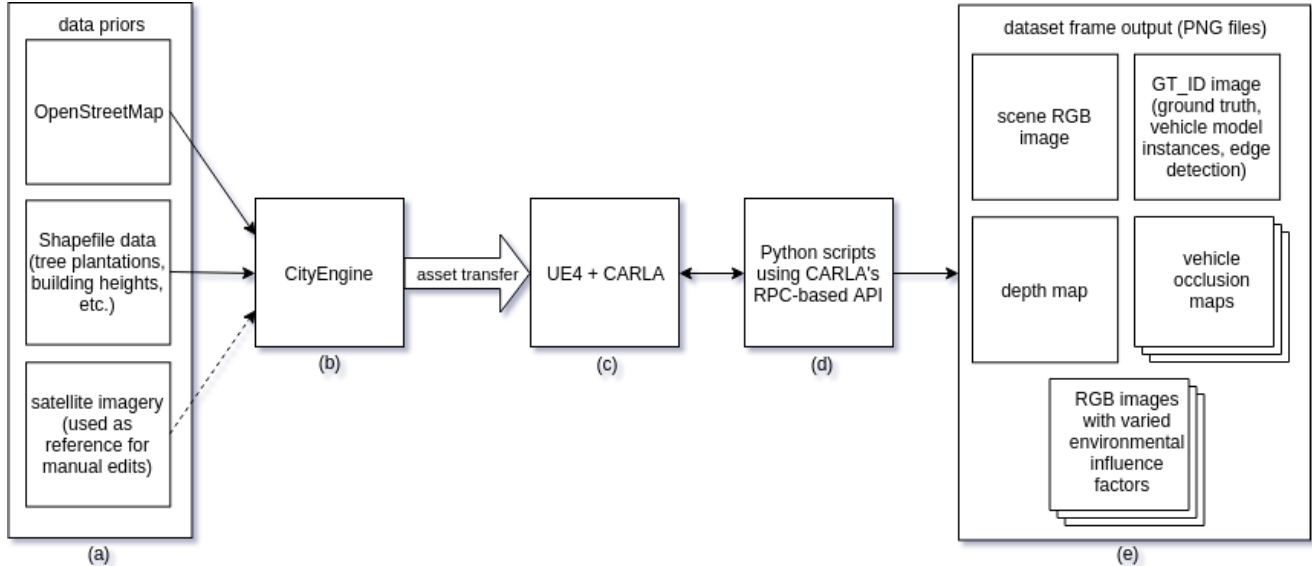 data priors
OpenStreetMap
Shapefile data
(tree plantations,
building heights,
etc.)
satellite imagery
(used as
reference for
manual edits)
(a)
CityEngine
(b)
asset transfer
UE4 + CARLA
(c)
Python scripts
using CARLA's
RPC-based API
(d)
dataset frame output (PNG files)
scene RGB
image
GT_ID image
(ground truth,
vehicle model
instances, edge
detection)
depth map
vehicle
occlusion
maps
RGB images
with varied
environmental
influence
factors
(e)